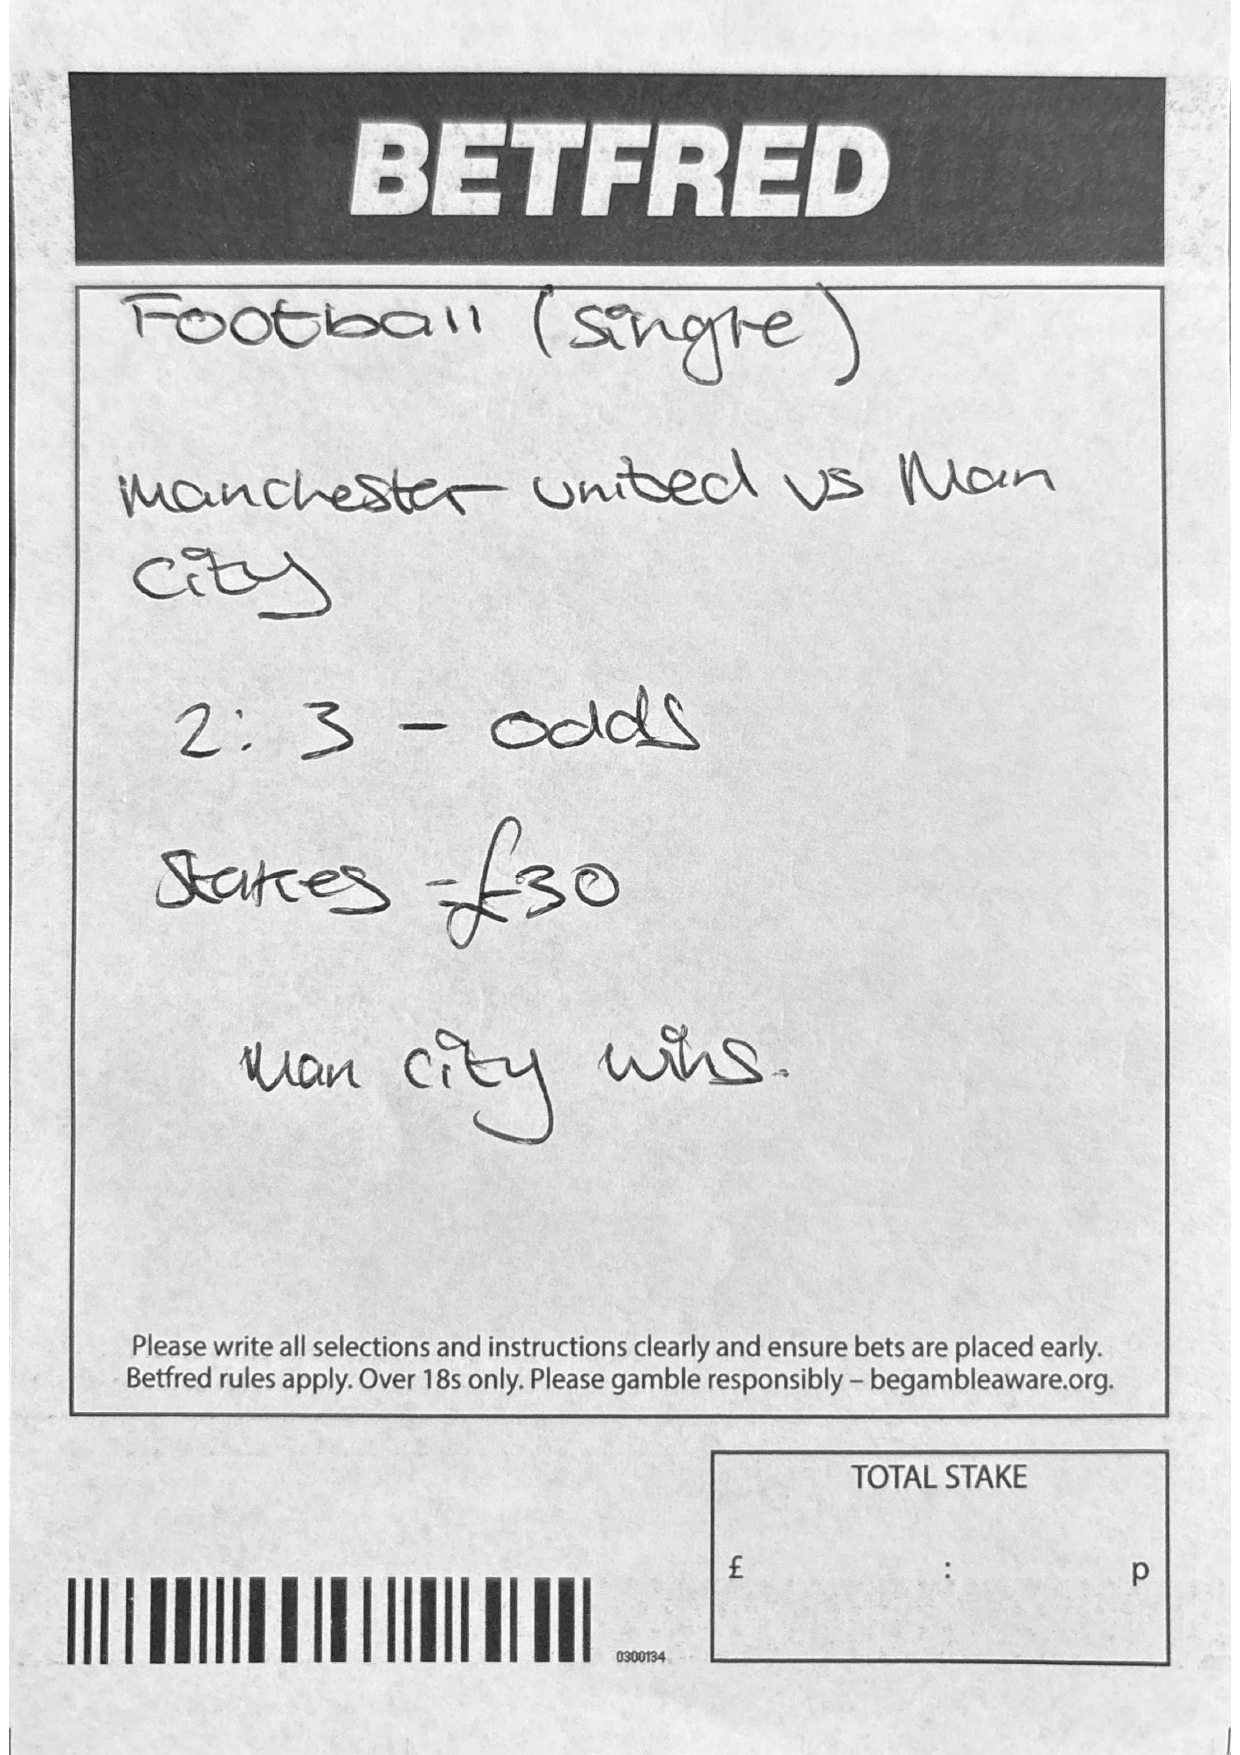 BETFRED
Football (single)
Manchester united vs Man
city
2:3 - odds
Stakes = £30
Man city wins.
Please write all selections and instructions clearly and ensure bets are placed early.
Betfred rules apply. Over 18s only. Please gamble responsibly – begambleaware.org.
TOTAL STAKE
£ : p
0300134